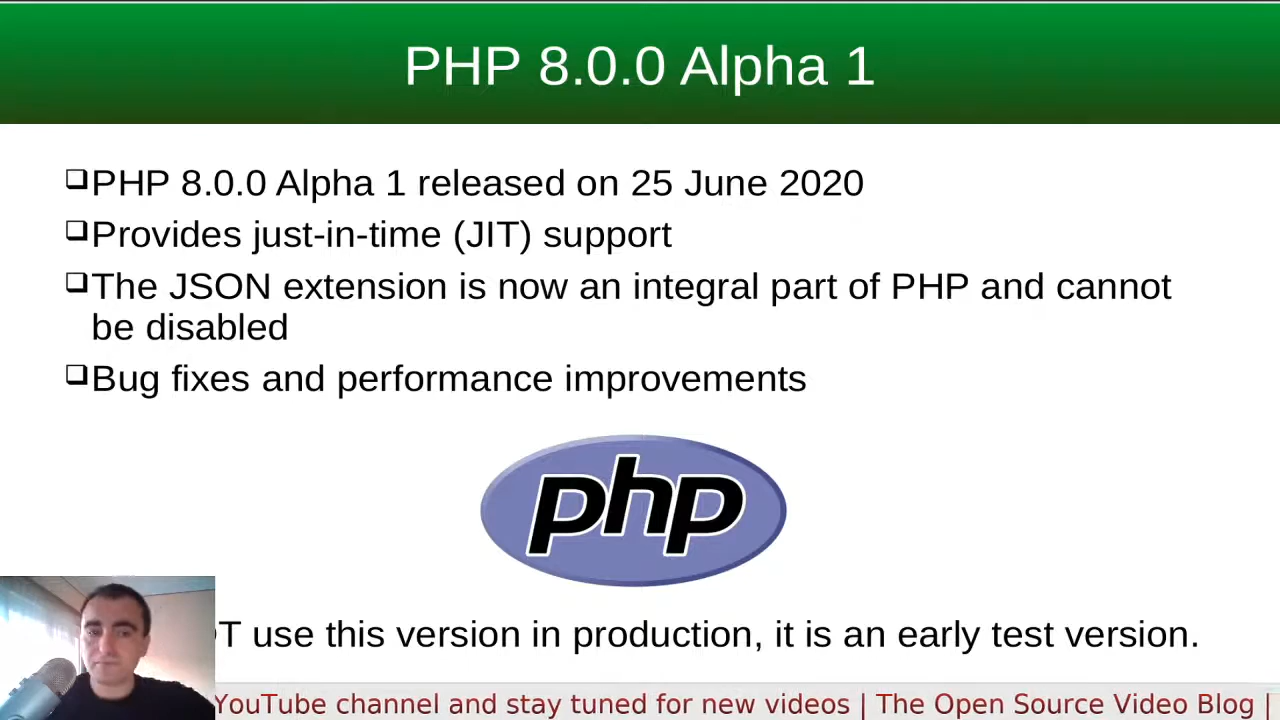 PHP 8.0.0 Alpha 1
❑PHP 8.0.0 Alpha 1 released on 25 June 2020
❑Provides just-in-time (JIT) support
❑The JSON extension is now an integral part of PHP and cannot
be disabled
❑Bug fixes and performance improvements
php
use this version in production, it is an early test version.
YouTube channel and stay tuned for new videos | The Open Source Video Blog |